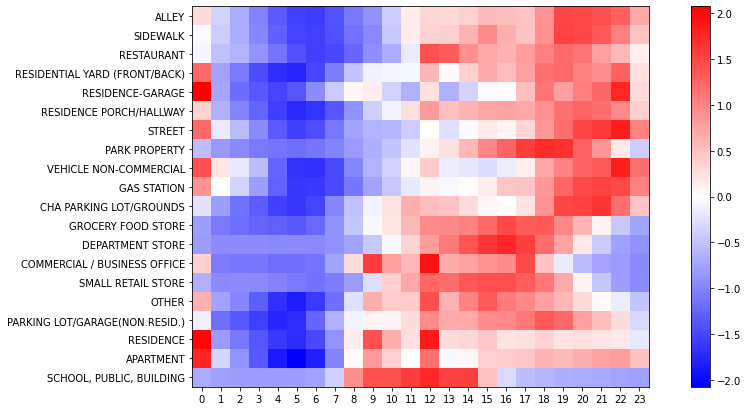 ALLEY
SIDEWALK
RESTAURANT
RESIDENTIAL YARD (FRONT/BACK)
RESIDENCE-GARAGE
RESIDENCE PORCH/HALLWAY
STREET
PARK PROPERTY
VEHICLE NON-COMMERCIAL
GAS STATION
CHA PARKING LOT/GROUNDS
GROCERY FOOD STORE
DEPARTMENT STORE
COMMERCIAL / BUSINESS OFFICE
SMALL RETAIL STORE
OTHER
PARKING LOT/GARAGE(NON.RESID.)
RESIDENCE
APARTMENT
SCHOOL, PUBLIC, BUILDING
0 1 2 3 4 5 6 7 8 9 10 11 12 13 14 15 16 17 18 19 20 21 22 23
2.0
1.5
1.0
0.5
0.0
−0.5
−1.0
−1.5
−2.0